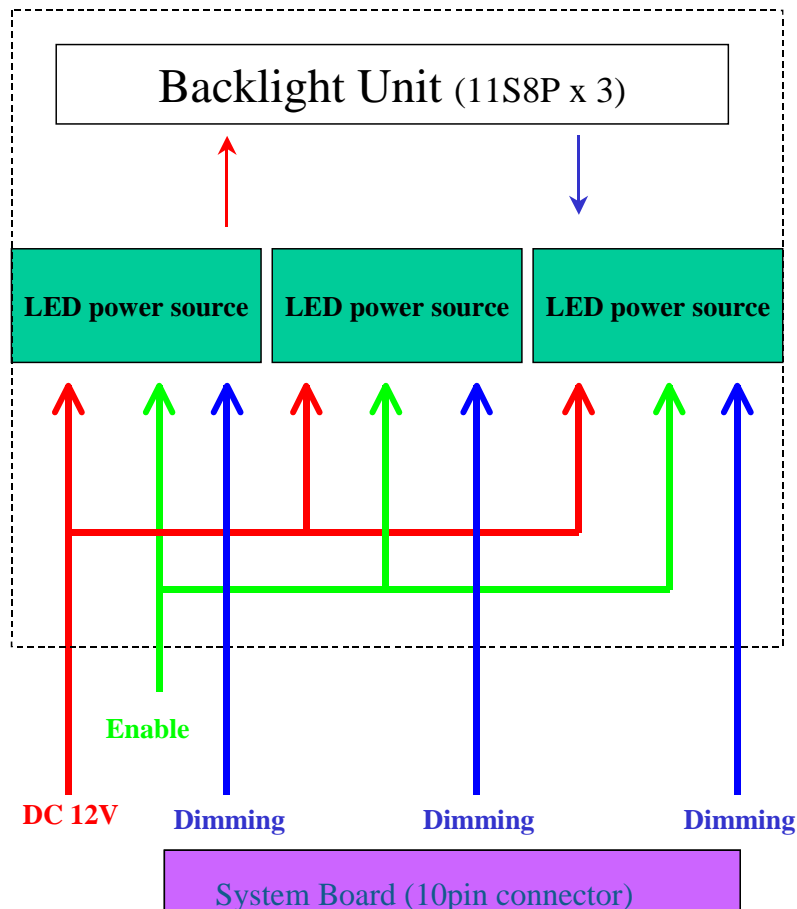 Backlight Unit (11S8P x 3)
LED power source
LED power source
LED power source
Enable
DC 12V
Dimming
Dimming
Dimming
System Board (10pin connector)